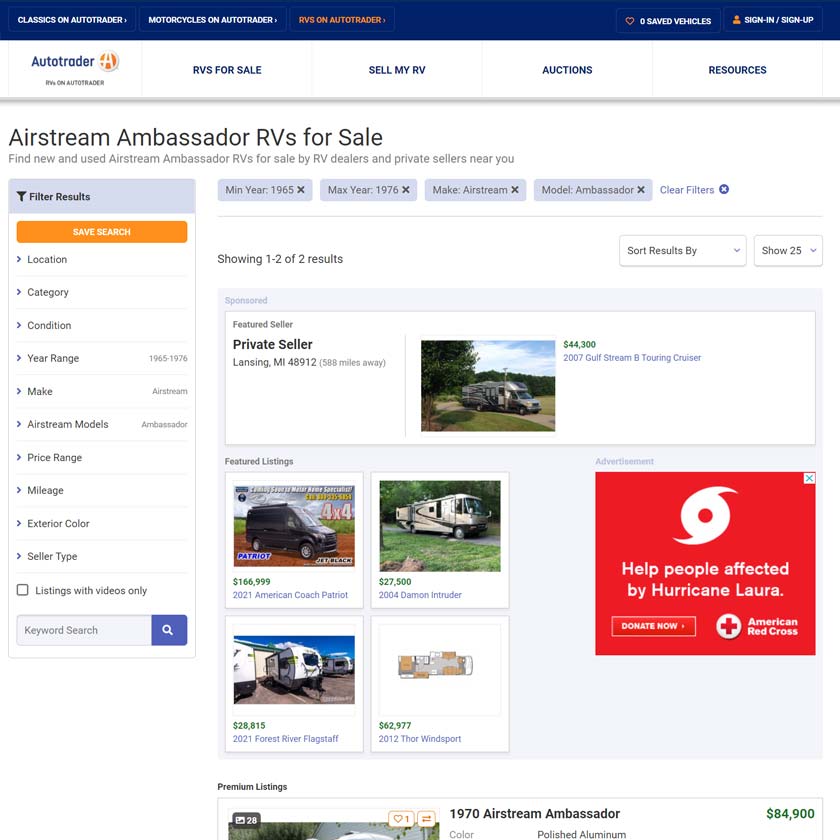 CLASSICS ON AUTOTRADER ›
MOTORCYCLES ON AUTOTRADER ›
RVS ON AUTOTRADER ›
0 SAVED VEHICLES
SIGN-IN / SIGN-UP
Autotrader
RVs ON AUTOTRADER
RVS FOR SALE
SELL MY RV
AUCTIONS
RESOURCES
Airstream Ambassador RVs for Sale
Find new and used Airstream Ambassador RVs for sale by RV dealers and private sellers near you
Filter Results
SAVE SEARCH
Location
Category
Condition
Year Range 1965-1976
Make Airstream
Airstream Models Ambassador
Price Range
Mileage
Exterior Color
Seller Type
Listings with videos only
Keyword Search
Min Year: 1965
Max Year: 1976
Make: Airstream
Model: Ambassador
Clear Filters
Showing 1-2 of 2 results
Sort Results By
Show 25
Sponsored
Featured Seller
Private Seller
Lansing, MI 48912 (588 miles away)
$44,300
2007 Gulf Stream B Touring Cruiser
Featured Listings
Advertisement
4x4
PATRIOT
JET BLACK
$166,999
2021 American Coach Patriot
$27,500
2004 Damon Intruder
$28,815
2021 Forest River Flagstaff
$62,977
2012 Thor Windsport
Help people affected
by Hurricane Laura.
DONATE NOW ›
American
Red Cross
Premium Listings
28
1
1970 Airstream Ambassador
$84,900
Color Polished Aluminum